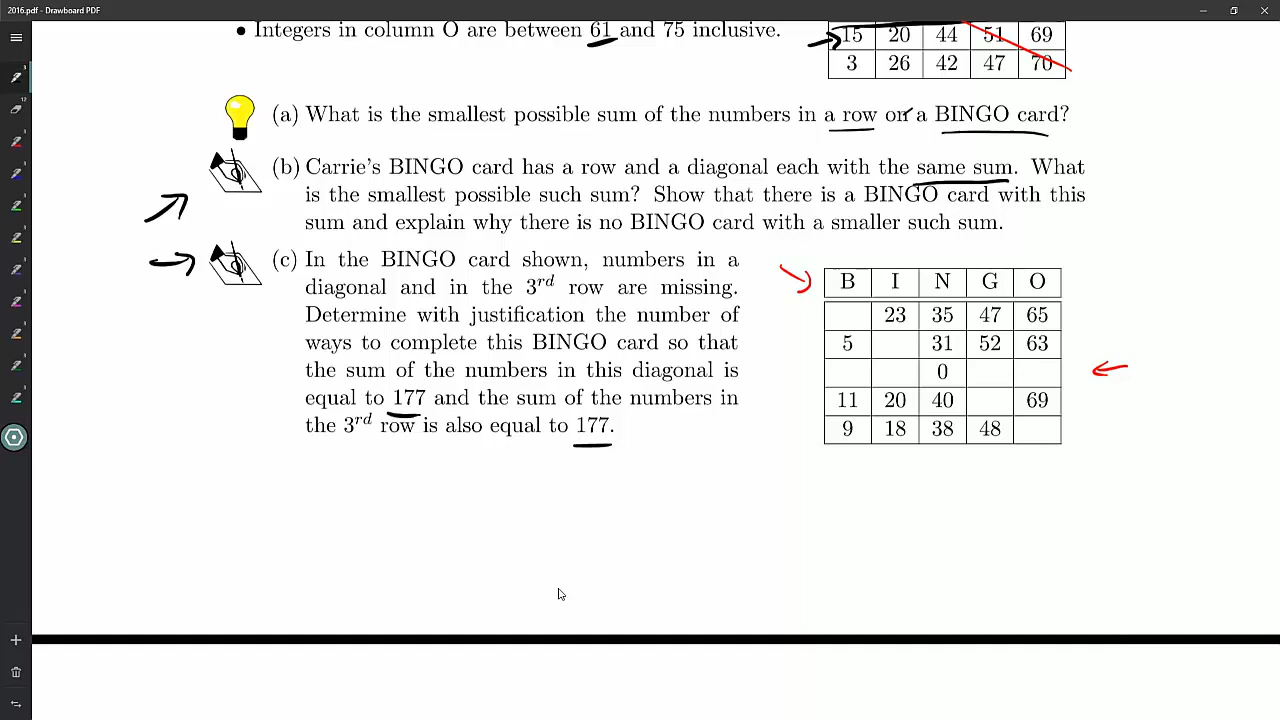 2016.pdf - Drawboard PDF
• Integers in column O are between 61 and 75 inclusive.
15 20 44 51 69
3 26 42 47 70
(a) What is the smallest possible sum of the numbers in a row on a BINGO card?
(b) Carrie's BINGO card has a row and a diagonal each with the same sum. What
is the smallest possible such sum? Show that there is a BINGO card with this
sum and explain why there is no BINGO card with a smaller such sum.
(c) In the BINGO card shown, numbers in a
diagonal and in the 3rd row are missing.
Determine with justification the number of
ways to complete this BINGO card so that
the sum of the numbers in this diagonal is
equal to 177 and the sum of the numbers in
the 3rd row is also equal to 177.
B I N G O
23 35 47 65
5 31 52 63
0
11 20 40 69
9 18 38 48